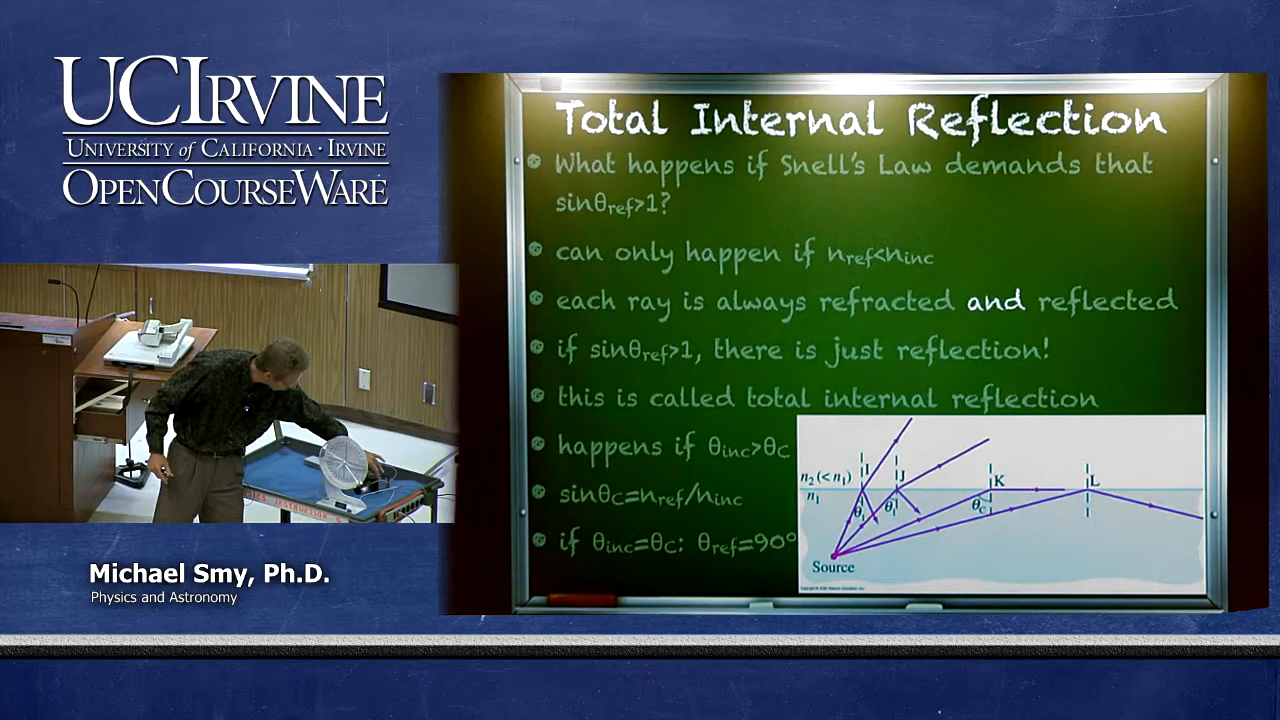 UCIRVINE
UNIVERSITY of CALIFORNIA · IRVINE
OPENCOURSEWARE
Michael Smy, Ph.D.
Physics and Astronomy
Total Internal Reflection
What happens if Snell's Law demands that
sinθref>1?
can only happen if nref<ninc
each ray is always refracted and reflected
if sinθref>1, there is just reflection!
this is called total internal reflection
happens if θinc>θC
sinθC=nref/ninc
if θinc=θC: θref=90°
n2 (< n1)
n1
I
J
K
L
θ1
θ1
θC
Source